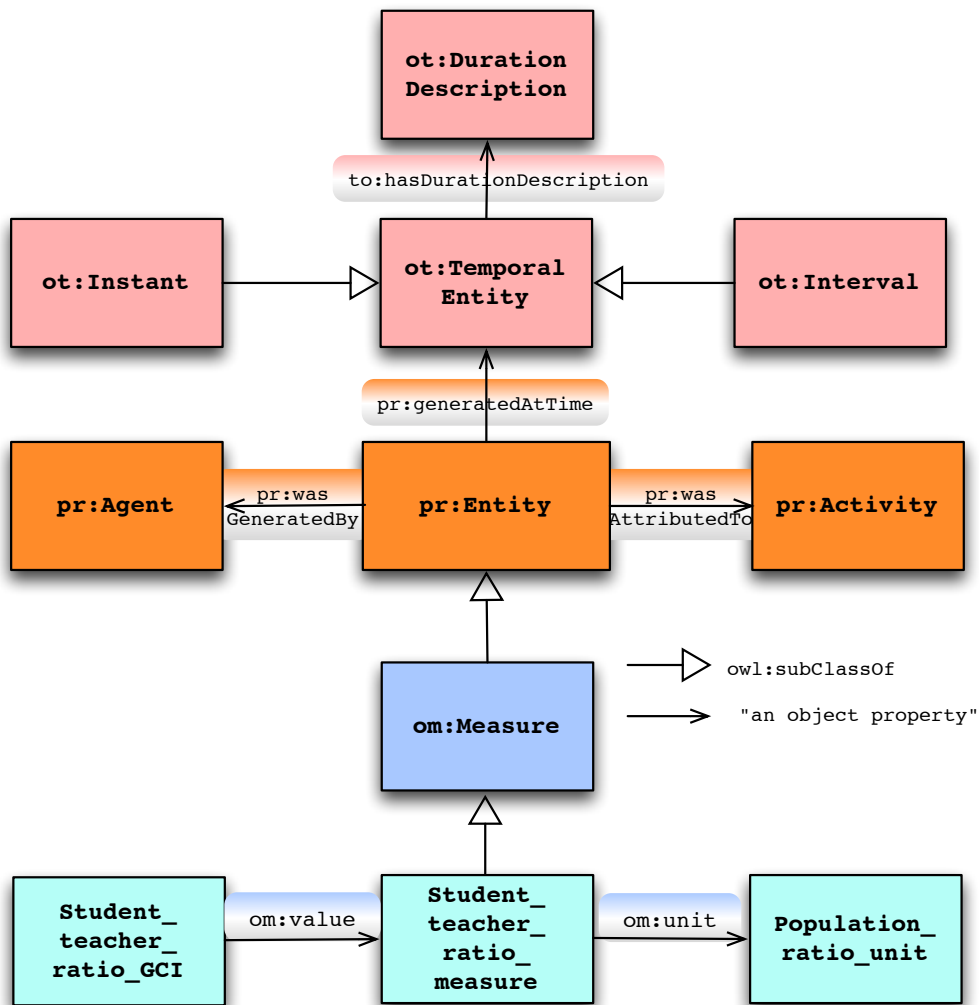 ot:Duration
Description
to:hasDurationDescription
ot:Instant
ot:Temporal
Entity
ot:Interval
pr:generatedAtTime
pr:Agent
pr:was
GeneratedBy
pr:Entity
pr:was
AttributedTo
pr:Activity
owl:subClassOf
om:Measure
"an object property"
Student_
teacher_
ratio_GCI
om:value
Student_
teacher_
ratio_
measure
om:unit
Population_
ratio_unit